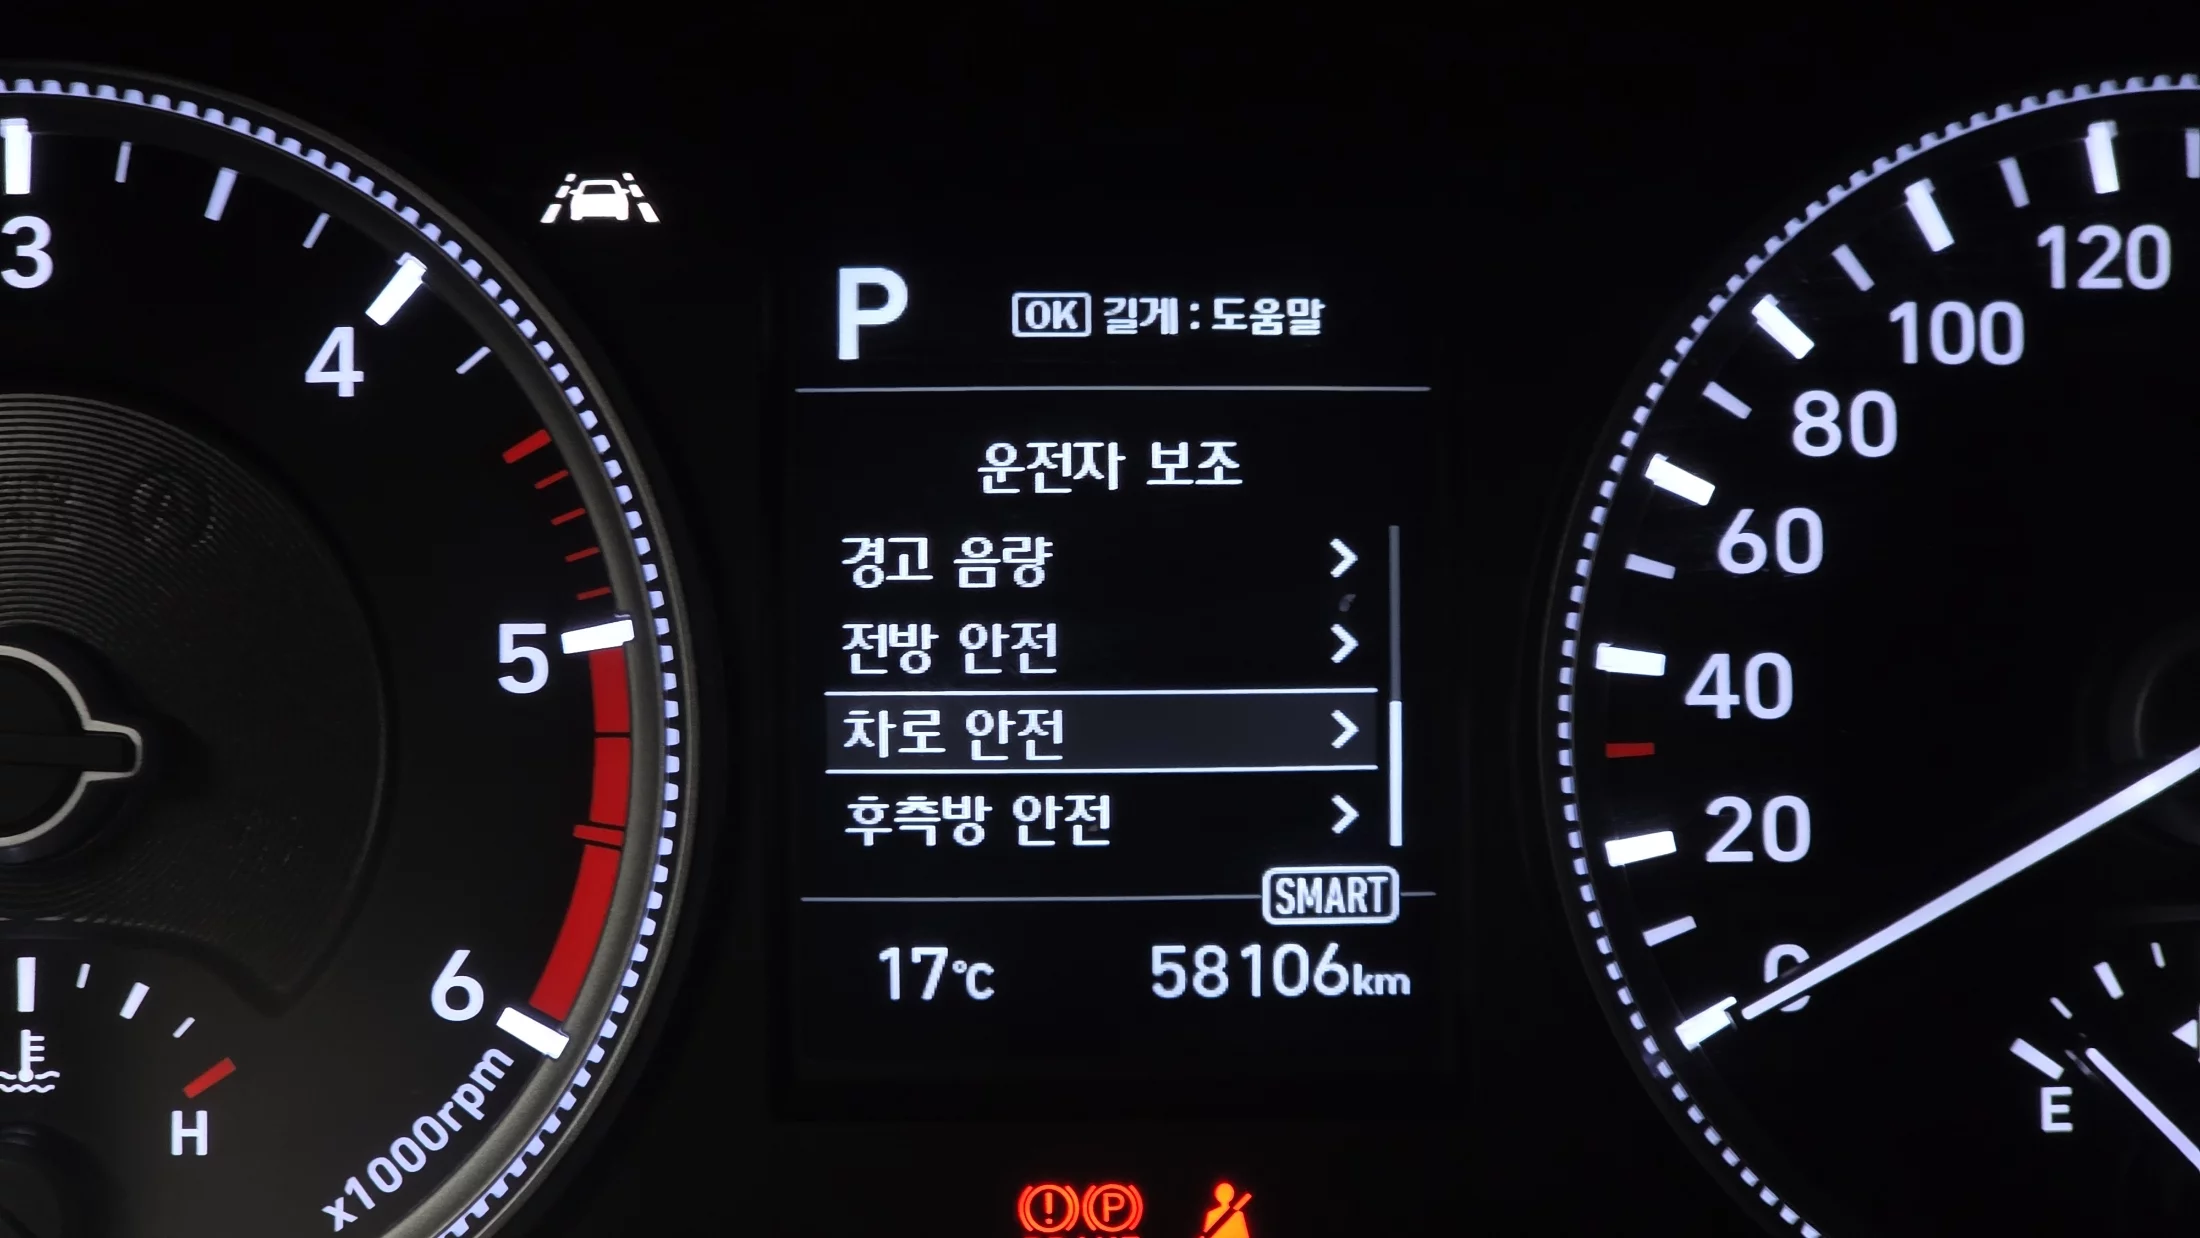 3
4
5
6
x1000rpm
H
P
OK 길게 : 도움말
운전자 보조
경고 음량
전방 안전
차로 안전
후측방 안전
SMART
17℃ 58106km
P
120
100
80
60
40
20
0
E